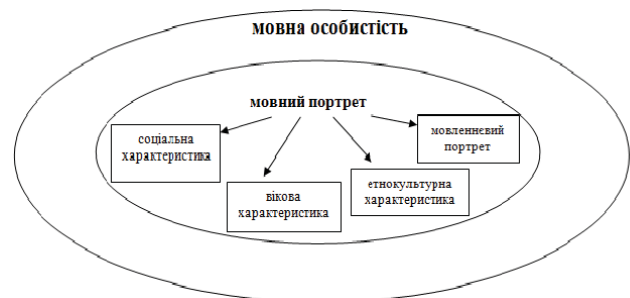 мовна особистість
мовний портрет
соціальна
характеристика
вікова
характеристика
етнокультурна
характеристика
мовленнєвий
портрет